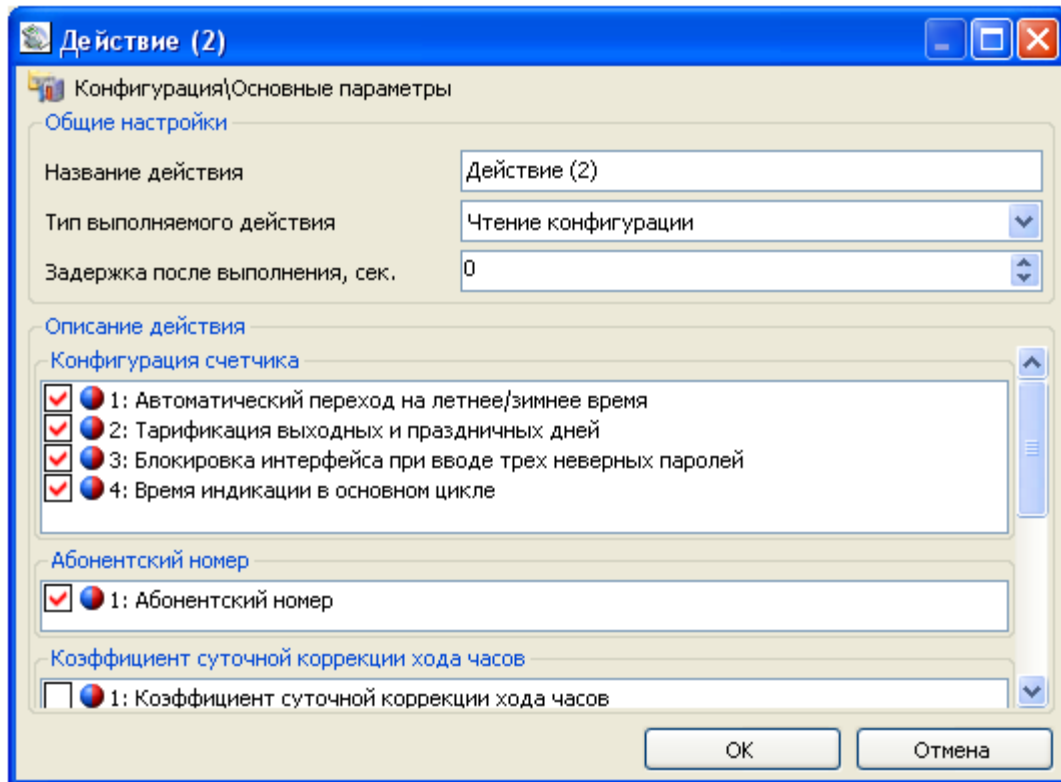 Действие (2)
Конфигурация\Основные параметры
Общие настройки
Название действия Действие (2)
Тип выполняемого действия Чтение конфигурации
Задержка после выполнения, сек. 0
Описание действия
Конфигурация счетчика
1: Автоматический переход на летнее/зимнее время
2: Тарификация выходных и праздничных дней
3: Блокировка интерфейса при вводе трех неверных паролей
4: Время индикации в основном цикле
Абонентский номер
1: Абонентский номер
Коэффициент суточной коррекции хода часов
1: Коэффициент суточной коррекции хода часов
OK Отмена